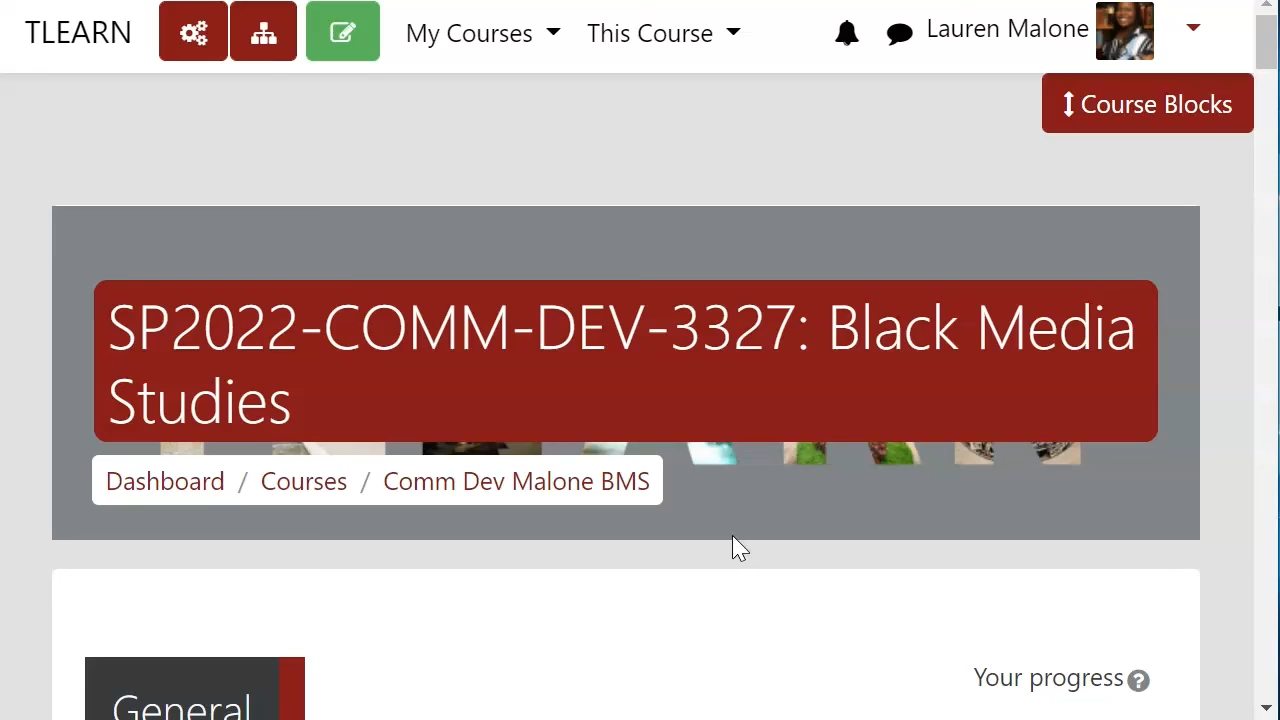 TLEARN
My Courses
This Course
Lauren Malone
Course Blocks
SP2022-COMM-DEV-3327: Black Media
Studies
Dashboard / Courses / Comm Dev Malone BMS
Your progress
General